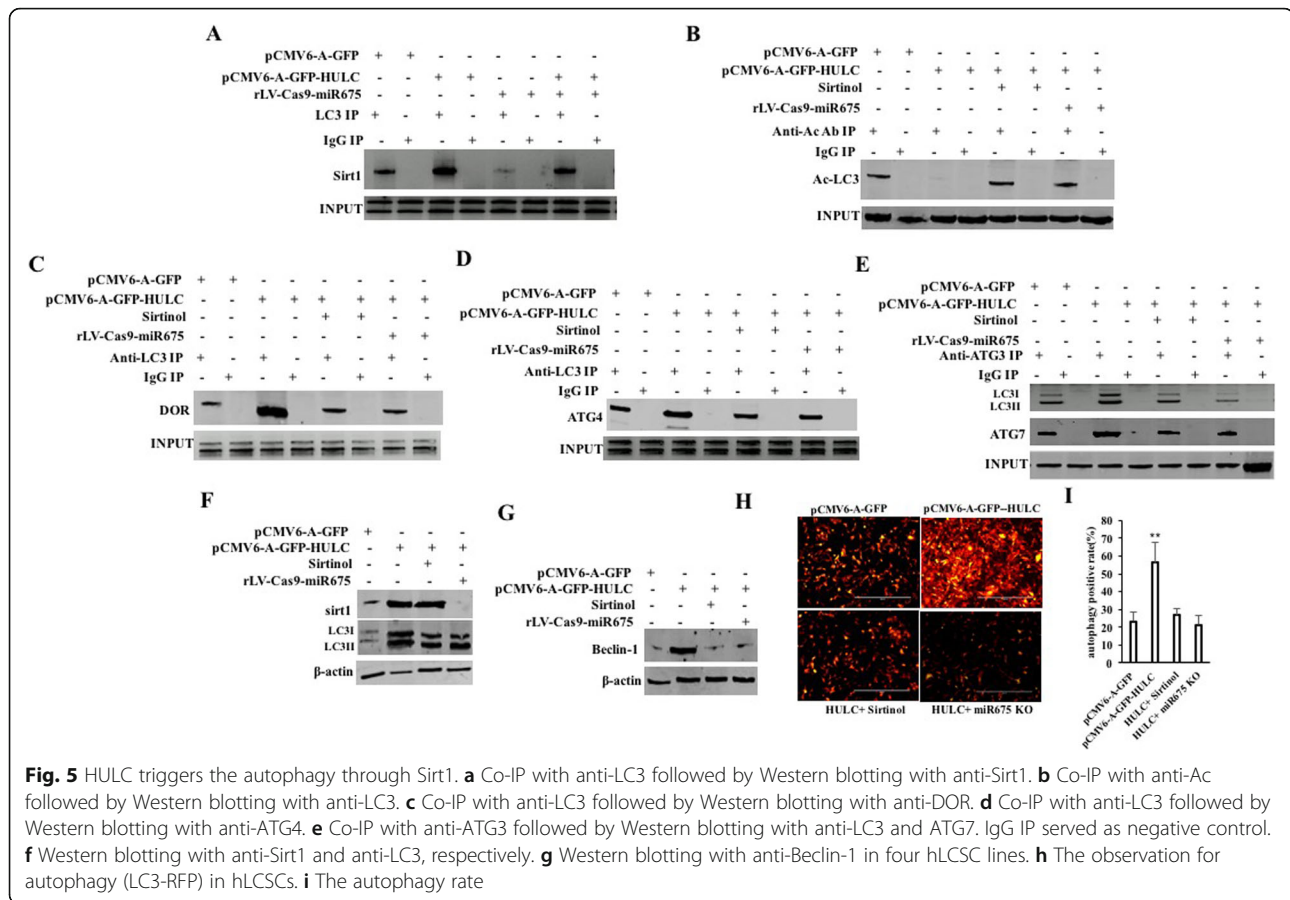 A
pCMV6-A-GFP + + - - - - - -
pCMV6-A-GFP-HULC - - + + - - + +
rLV-Cas9-miR675 - - - - + + + +
LC3 IP + - + - + - + -
IgG IP - + - + - + - +
Sirt1
INPUT
B
pCMV6-A-GFP + + - - - - - -
pCMV6-A-GFP-HULC - - + + + + + +
Sirtinol - - - - + + - -
rLV-Cas9-miR675 - - - - - - + +
Anti-Ac Ab IP + - + - + - + -
IgG IP - + - + - + - +
Ac-LC3
INPUT
C
pCMV6-A-GFP + + - - - - - -
pCMV6-A-GFP-HULC - - + + + + + +
Sirtinol - - - - + + - -
rLV-Cas9-miR675 - - - - - - + +
Anti-LC3 IP + - + - + - + -
IgG IP - + - + - + - +
DOR
INPUT
D
pCMV6-A-GFP + + - - - - - -
pCMV6-A-GFP-HULC - - + + + + + +
Sirtinol - - - - + + - -
rLV-Cas9-miR675 - - - - - - + +
Anti-LC3 IP + - + - + - + -
IgG IP - + - + - + - +
ATG4
INPUT
E
pCMV6-A-GFP + + - - - - - -
pCMV6-A-GFP-HULC - - + + + + + +
Sirtinol - - - - + + - -
rLV-Cas9-miR675 - - - - - - + +
Anti-ATG3 IP + - + - + - + -
IgG IP - + - + - + - +
LC3I
LC3II
ATG7
INPUT
F
pCMV6-A-GFP + - - -
pCMV6-A-GFP-HULC - + + +
Sirtinol - - + -
rLV-Cas9-miR675 - - - +
sirt1
LC3I
LC3II
β-actin
G
pCMV6-A-GFP + - - -
pCMV6-A-GFP-HULC - + + +
Sirtinol - - + -
rLV-Cas9-miR675 - - - +
Beclin-1
β-actin
H
pCMV6-A-GFP pCMV6-A-GFP--HULC
HULC+ Sirtinol HULC+ miR675 KO
I
autophagy positive rate(%)
80
70
60
50
40
30
20
10
0
**
pCMV6-A-GFP
pCMV6-A-GFP-HULC
HULC+ Sirtinol
HULC+ miR675 KO
Fig. 5 HULC triggers the autophagy through Sirt1. a Co-IP with anti-LC3 followed by Western blotting with anti-Sirt1. b Co-IP with anti-Ac
followed by Western blotting with anti-LC3. c Co-IP with anti-LC3 followed by Western blotting with anti-DOR. d Co-IP with anti-LC3 followed by
Western blotting with anti-ATG4. e Co-IP with anti-ATG3 followed by Western blotting with anti-LC3 and ATG7. IgG IP served as negative control.
f Western blotting with anti-Sirt1 and anti-LC3, respectively. g Western blotting with anti-Beclin-1 in four hLCSC lines. h The observation for
autophagy (LC3-RFP) in hLCSCs. i The autophagy rate